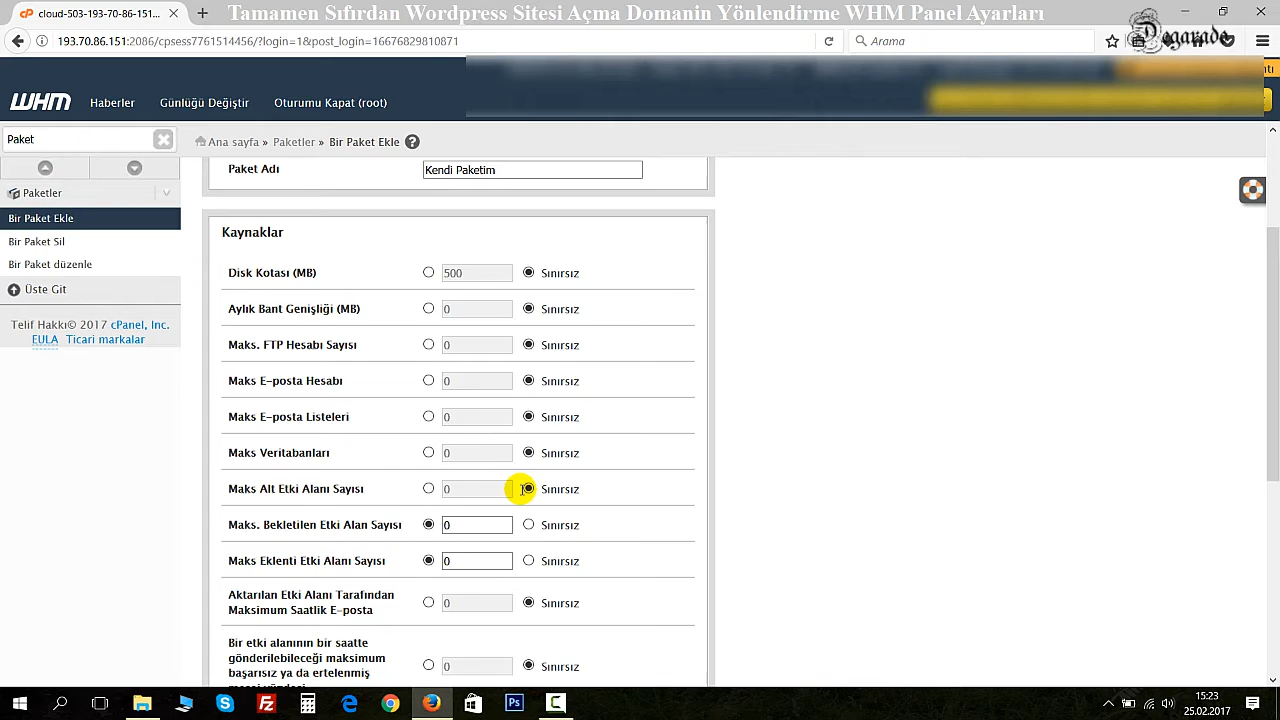 cloud-503-193-70-86-151...
Tamamen Sıfırdan Wordpress Sitesi Açma Domanin Yönlendirme WHM Panel Ayarları
Degarade
193.70.86.151:2086/cpsess7761514456/?login=1&post_login=16676829818571
Arama
WHM
Haberler
Günlüğü Değiştir
Oturumu Kapat (root)
Paket
Ana sayfa » Paketler » Bir Paket Ekle
Paketler
Bir Paket Ekle
Bir Paket Sil
Bir Paket düzenle
Üste Git
Telif Hakkı© 2017 cPanel, Inc.
EULA Ticari markalar
Paket Adı Kendi Paketim
Kaynaklar
Disk Kotası (MB) 500 Sınırsız
Aylık Bant Genişliği (MB) 0 Sınırsız
Maks. FTP Hesabı Sayısı 0 Sınırsız
Maks E-posta Hesabı 0 Sınırsız
Maks E-posta Listeleri 0 Sınırsız
Maks Veritabanları 0 Sınırsız
Maks Alt Etki Alanı Sayısı 0 Sınırsız
Maks. Bekletilen Etki Alan Sayısı 0 Sınırsız
Maks Eklenti Etki Alanı Sayısı 0 Sınırsız
Aktarılan Etki Alanı Tarafından
Maksimum Saatlik E-posta 0 Sınırsız
Bir etki alanının bir saatte
gönderilebileceği maksimum
başarısız ya da ertelenmiş 0 Sınırsız
15:23
25.02.2017